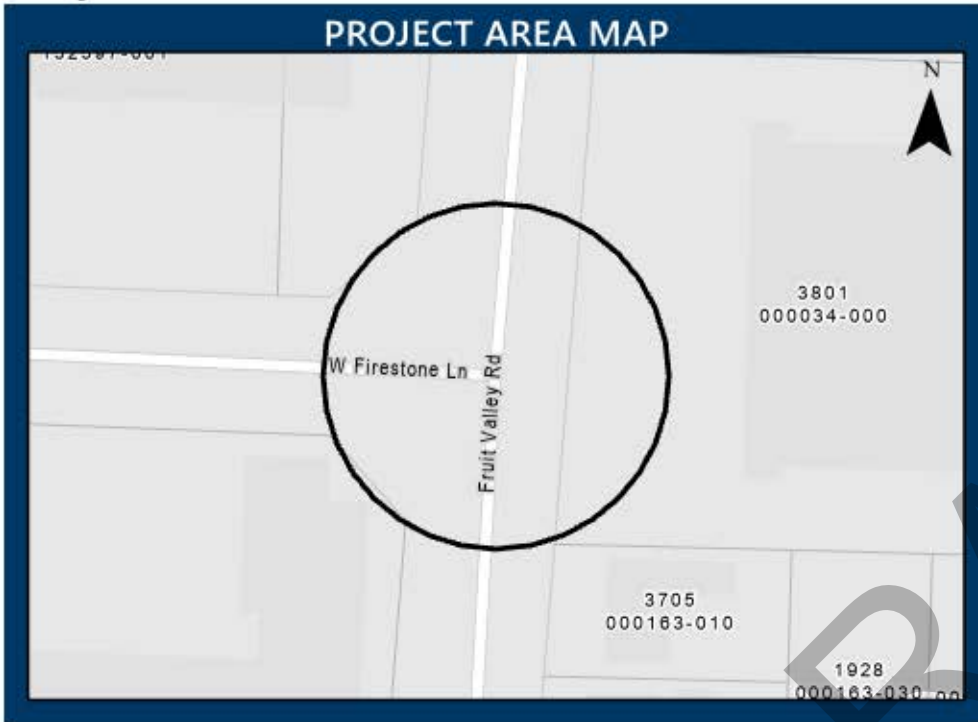 PROJECT AREA MAP
N
3801
000034-000
W Firestone Ln
Fruit Valley Rd
3705
000163-010
1928
000163-030